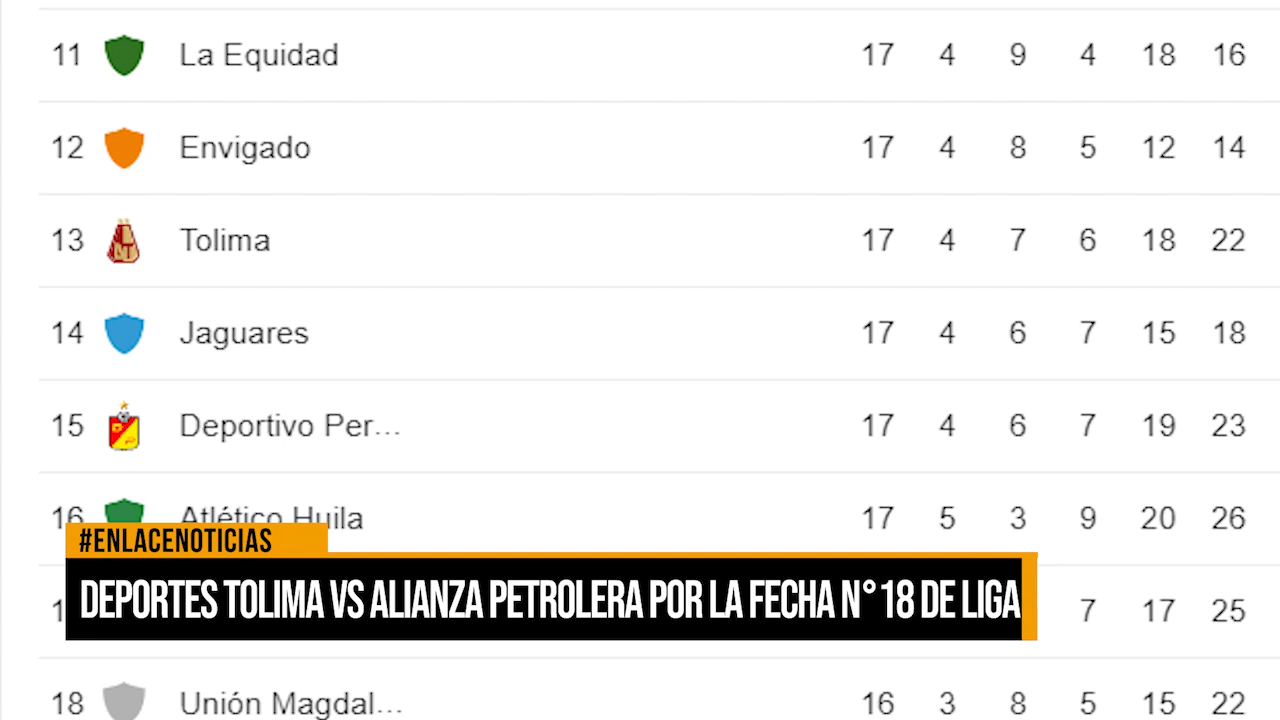 11 La Equidad 17 4 9 4 18 16
12 Envigado 17 4 8 5 12 14
13 Tolima 17 4 7 6 18 22
14 Jaguares 17 4 6 7 15 18
15 Deportivo Per... 17 4 6 7 19 23
16 Atlético Huila 17 5 3 9 20 26
#ENLACENOTICIAS
DEPORTES TOLIMA VS ALIANZA PETROLERA POR LA FECHA N°18 DE LIGA
7 17 25
18 Unión Magdal... 16 3 8 5 15 22